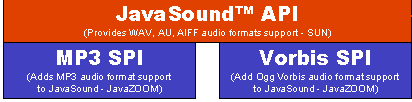 JavaSound™ API
(Provides WAV, AU, AIFF audio formats support - SUN)
MP3 SPI
(Adds MP3 audio format support
to JavaSound - JavaZOOM)
Vorbis SPI
(Add Ogg Vorbis audio format support
to JavaSound - JavaZOOM)